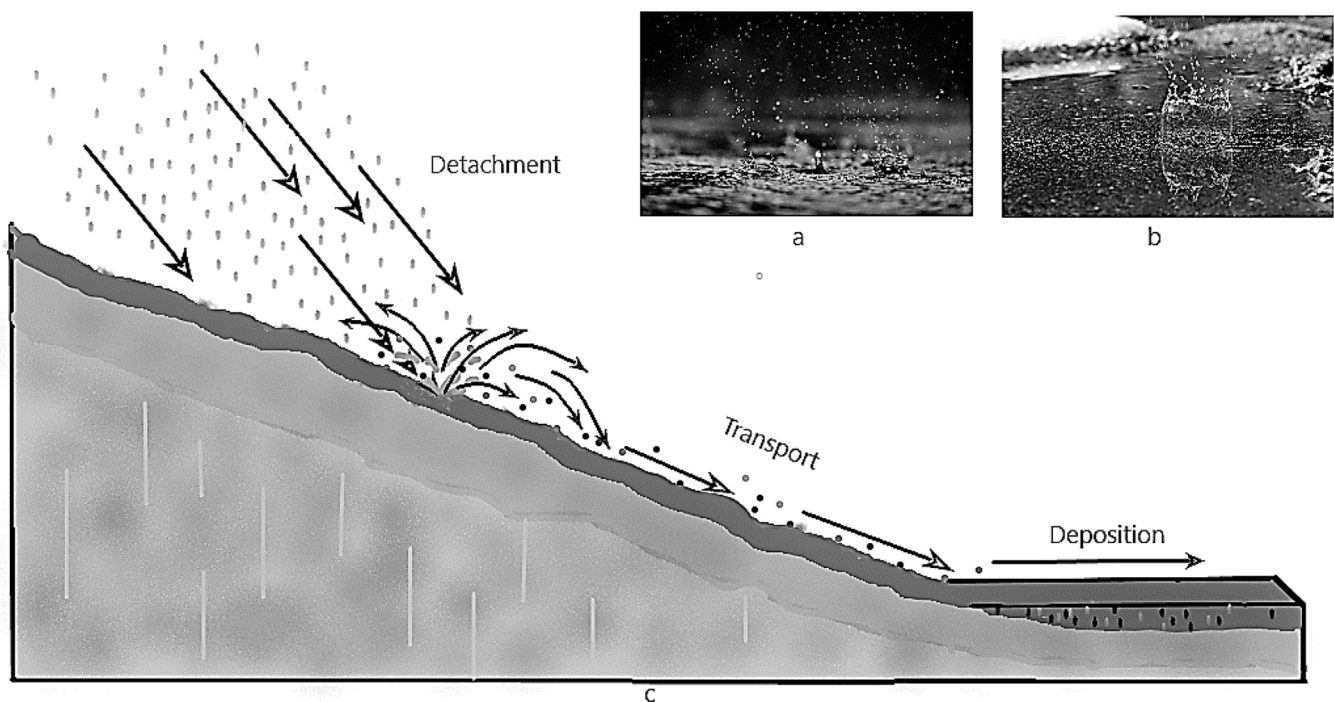 Detachment
a
b
Transport
Deposition
c